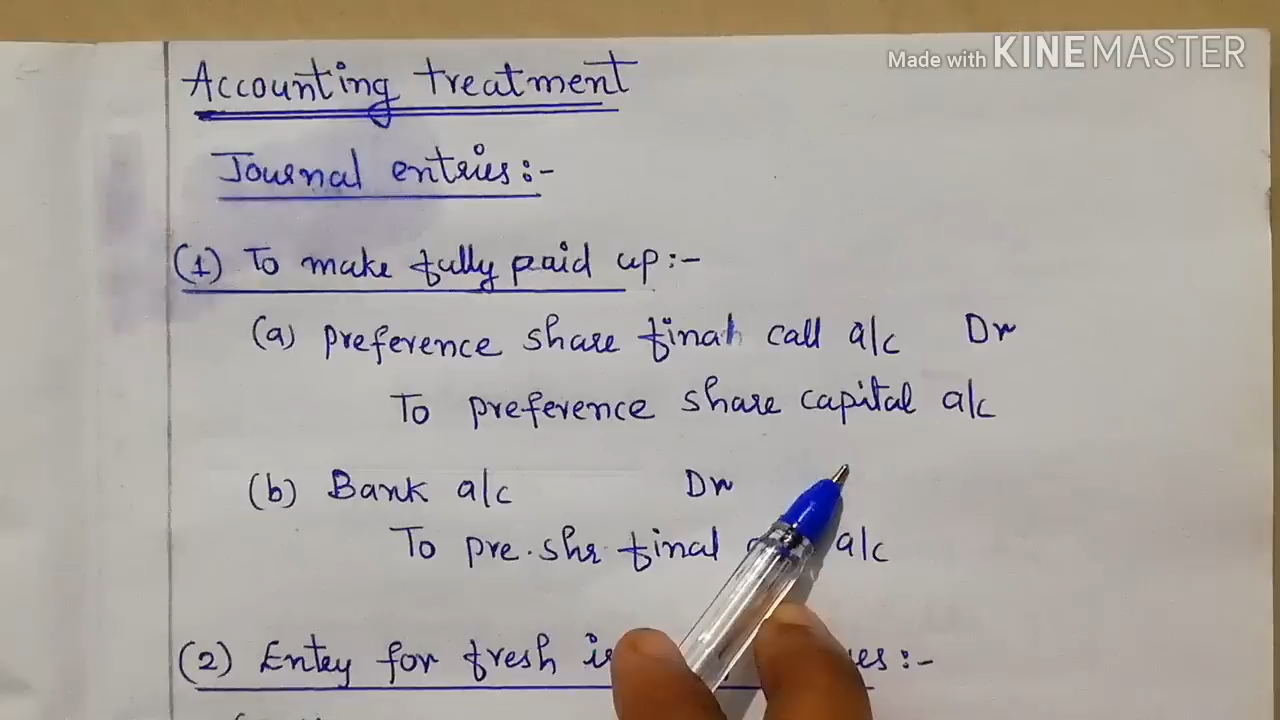 Made with KINEMASTER
Accounting treatment
Journal entries:-
(1) To make fully paid up:-
(a) preference share final call a/c Dr
To preference share capital a/c
(b) Bank a/c Dr
To pre.shr final a/c
(2) Entry for fresh